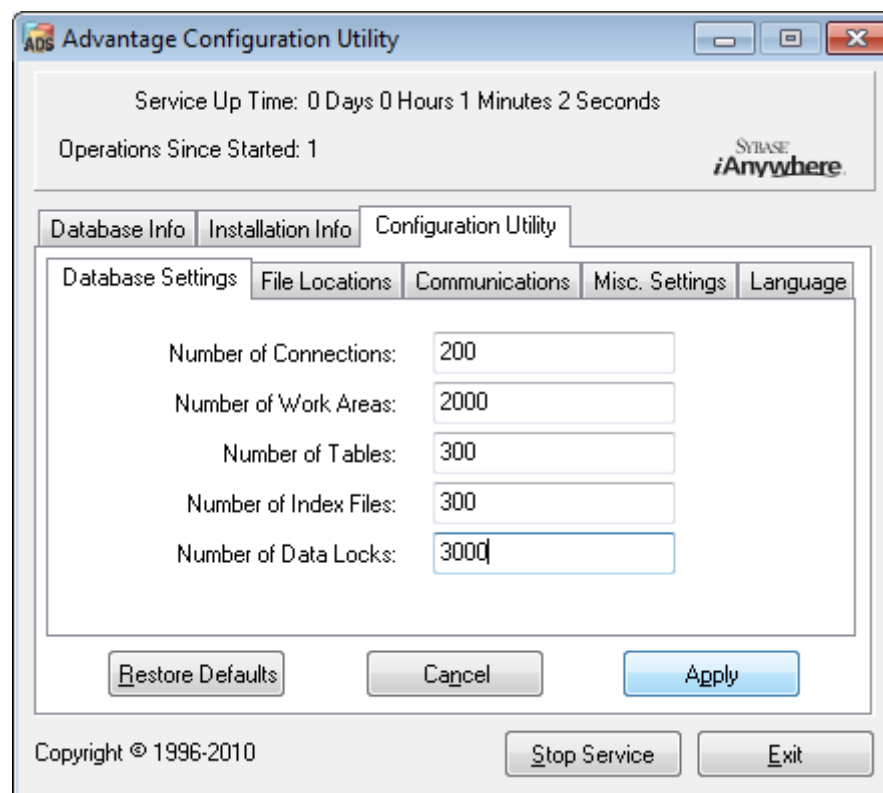 ADS Advantage Configuration Utility
Service Up Time: 0 Days 0 Hours 1 Minutes 2 Seconds
Operations Since Started: 1
SYBASE
iAnywhere.
Database Info Installation Info Configuration Utility
Database Settings File Locations Communications Misc. Settings Language
Number of Connections: 200
Number of Work Areas: 2000
Number of Tables: 300
Number of Index Files: 300
Number of Data Locks: 3000
Restore Defaults Cancel Apply
Copyright © 1996-2010 Stop Service Exit